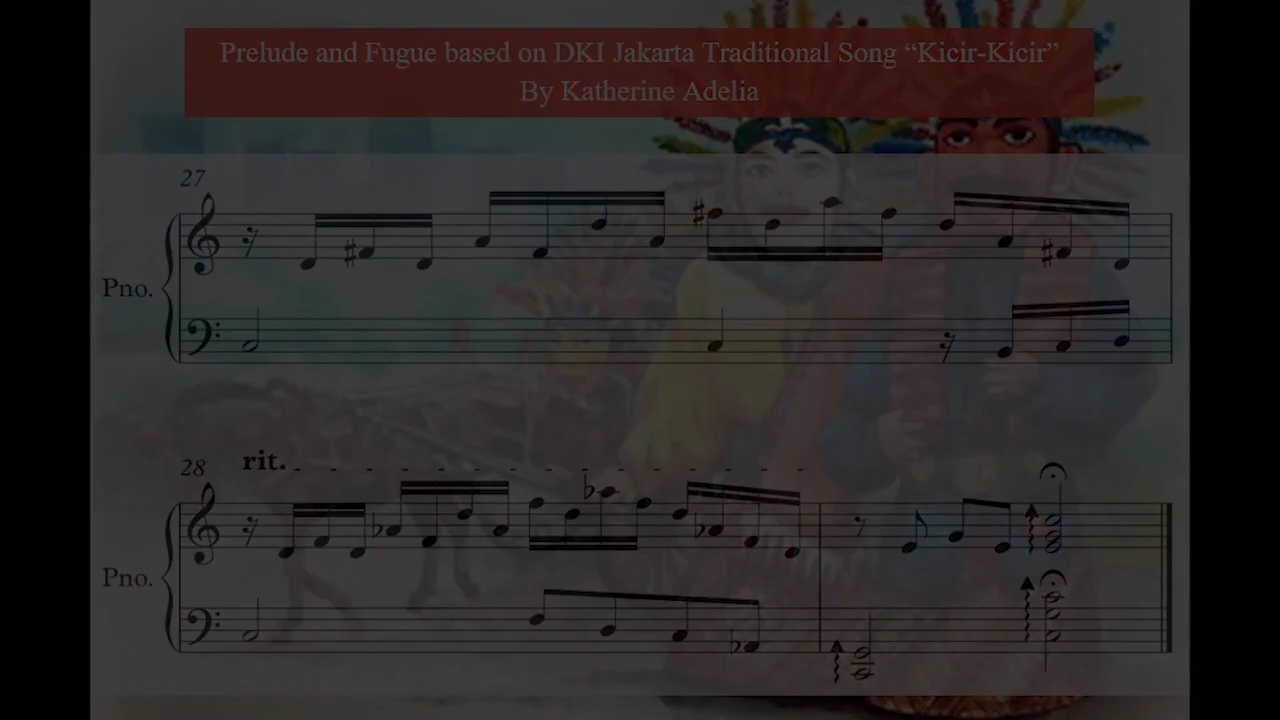 Prelude and Fugue based on DKI Jakarta Traditional Song “Kicir-Kicir”
By Katherine Adelia
27
Pno.
28
rit.
Pno.